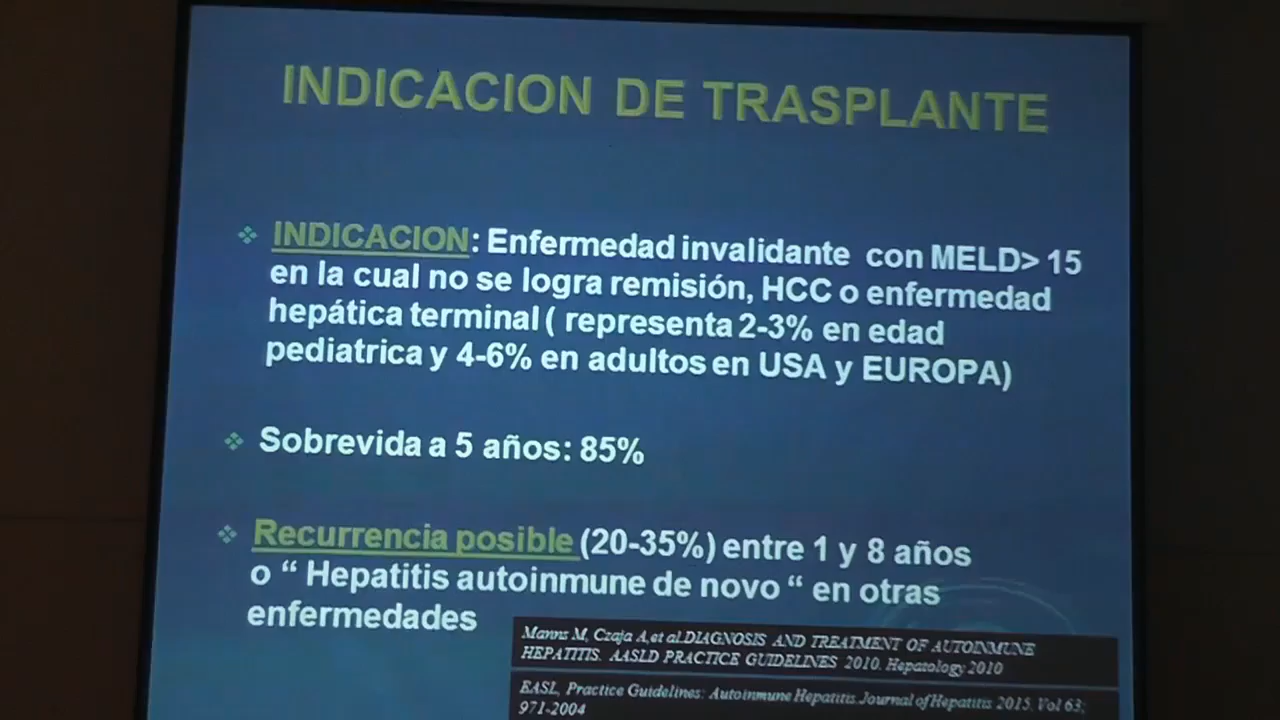 INDICACION DE TRASPLANTE
INDICACION: Enfermedad invalidante con MELD> 15
en la cual no se logra remisión, HCC o enfermedad
hepática terminal ( representa 2-3% en edad
pediatrica y 4-6% en adultos en USA y EUROPA)
Sobrevida a 5 años: 85%
Recurrencia posible (20-35%) entre 1 y 8 años
o “ Hepatitis autoinmune de novo “ en otras
enfermedades
Manns M, Czaja A,et al.DIAGNOSIS AND TREATMENT OF AUTOINMUNE
HEPATITIS. AASLD PRACTICE GUIDELINES 2010. Hepatology 2010
EASL, Practice Guidelines: Autoinmune Hepatitis.Journal of Hepatitis 2015. Vol 63;
971-2004